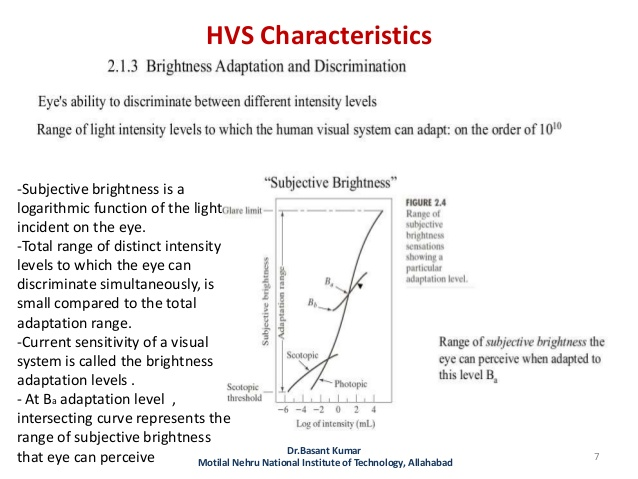 HVS Characteristics
2.1.3 Brightness Adaptation and Discrimination
Eye's ability to discriminate between different intensity levels
Range of light intensity levels to which the human visual system can adapt: on the order of 10¹⁰
-Subjective brightness is a
logarithmic function of the light
incident on the eye.
-Total range of distinct intensity
levels to which the eye can
discriminate simultaneously, is
small compared to the total
adaptation range.
-Current sensitivity of a visual
system is called the brightness
adaptation levels .
- At Ba adaptation level ,
intersecting curve represents the
range of subjective brightness
that eye can perceive
"Subjective Brightness"
Glare limit
Subjective brightness
Adaptation range
Ba
Bb
Scotopic
Photopic
Scotopic
threshold
−6 −4 −2 0 2 4
Log of intensity (mL)
FIGURE 2.4
Range of
subjective
brightness
sensations
showing a
particular
adaptation level.
Range of subjective brightness the
eye can perceive when adapted to
this level Ba
Dr.Basant Kumar
Motilal Nehru National Institute of Technology, Allahabad
7